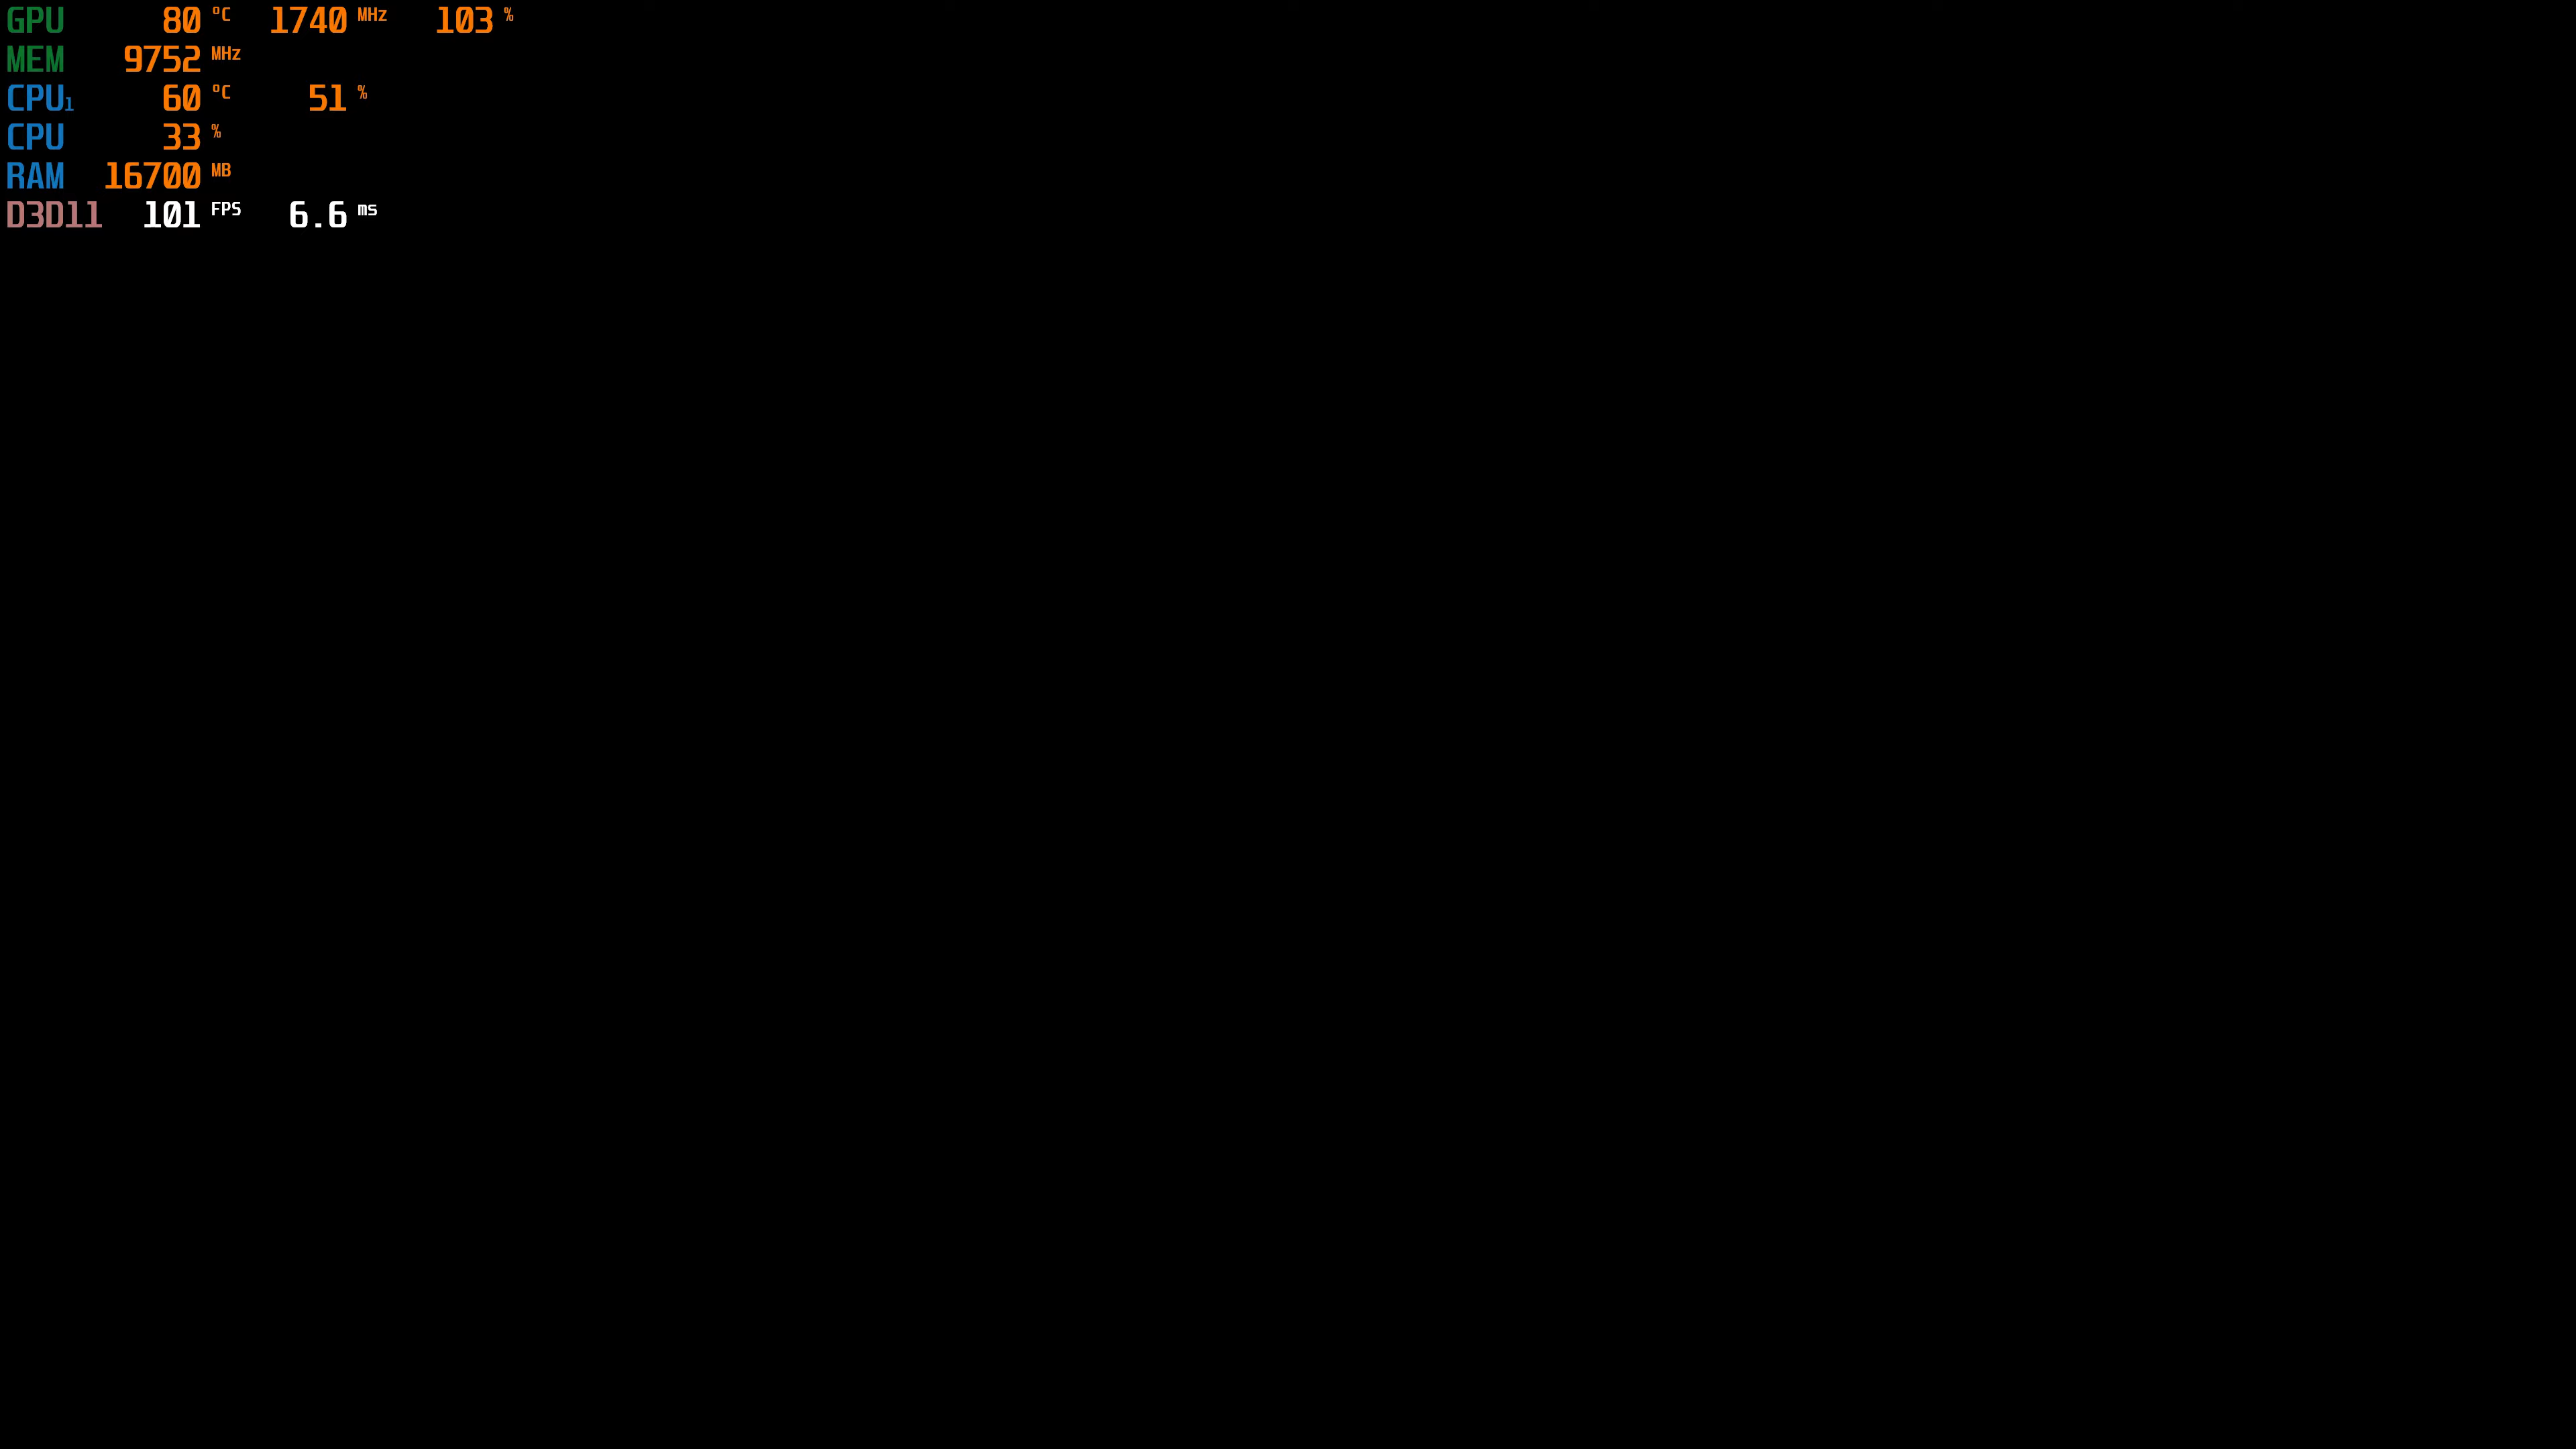 GPU 80 °C 1740 MHz 103 %
MEM 9752 MHz
CPU1 60 °C 51 %
CPU 33 %
RAM 16700 MB
D3D11 101 FPS 6.6 ms